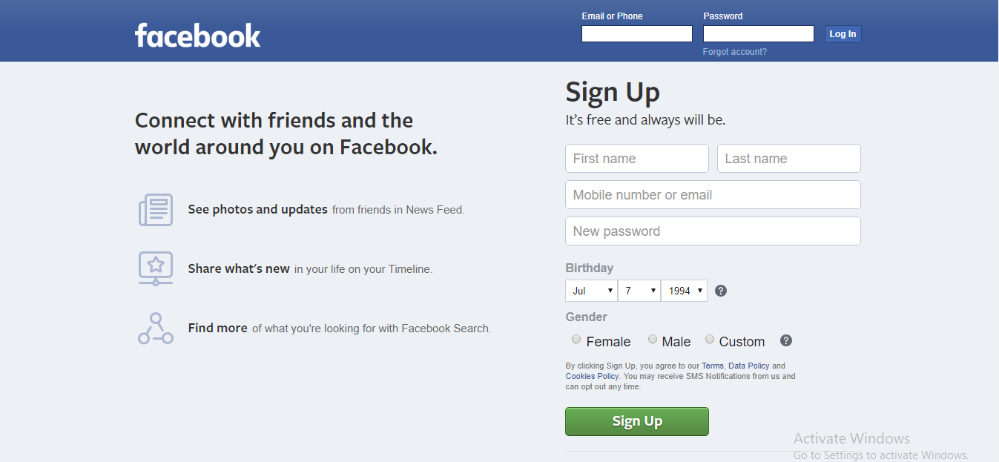 facebook
Email or Phone
Password
Log In
Forgot account?
Connect with friends and the
world around you on Facebook.
See photos and updates from friends in News Feed.
Share what's new in your life on your Timeline.
Find more of what you're looking for with Facebook Search.
Sign Up
It’s free and always will be.
First name
Last name
Mobile number or email
New password
Birthday
Jul 7 1994 ?
Gender
Female Male Custom ?
By clicking Sign Up, you agree to our Terms, Data Policy and
Cookies Policy. You may receive SMS Notifications from us and
can opt out any time.
Sign Up
Activate Windows
Go to Settings to activate Windows.